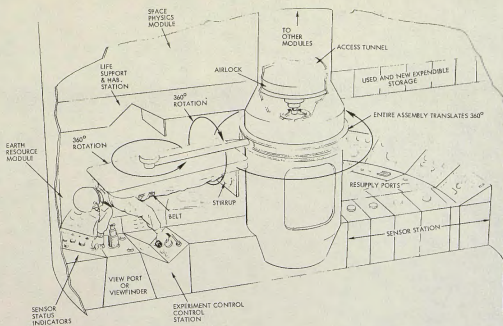 SPACE
PHYSICS
MODULE
TO
OTHER
MODULES
ACCESS TUNNEL
LIFE
SUPPORT
& HAB.
STATION
AIRLOCK
USED AND NEW EXPENDIBLE
STORAGE
360°
ROTATION
ENTIRE ASSEMBLY TRANSLATES 360°
360°
ROTATION
EARTH
RESOURCE
MODULE
RESUPPLY PORTS
STIRRUP
BELT
SENSOR STATION
VIEW PORT
OR
VIEWFINDER
SENSOR
STATUS
INDICATORS
EXPERIMENT CONTROL
CONTROL
STATION